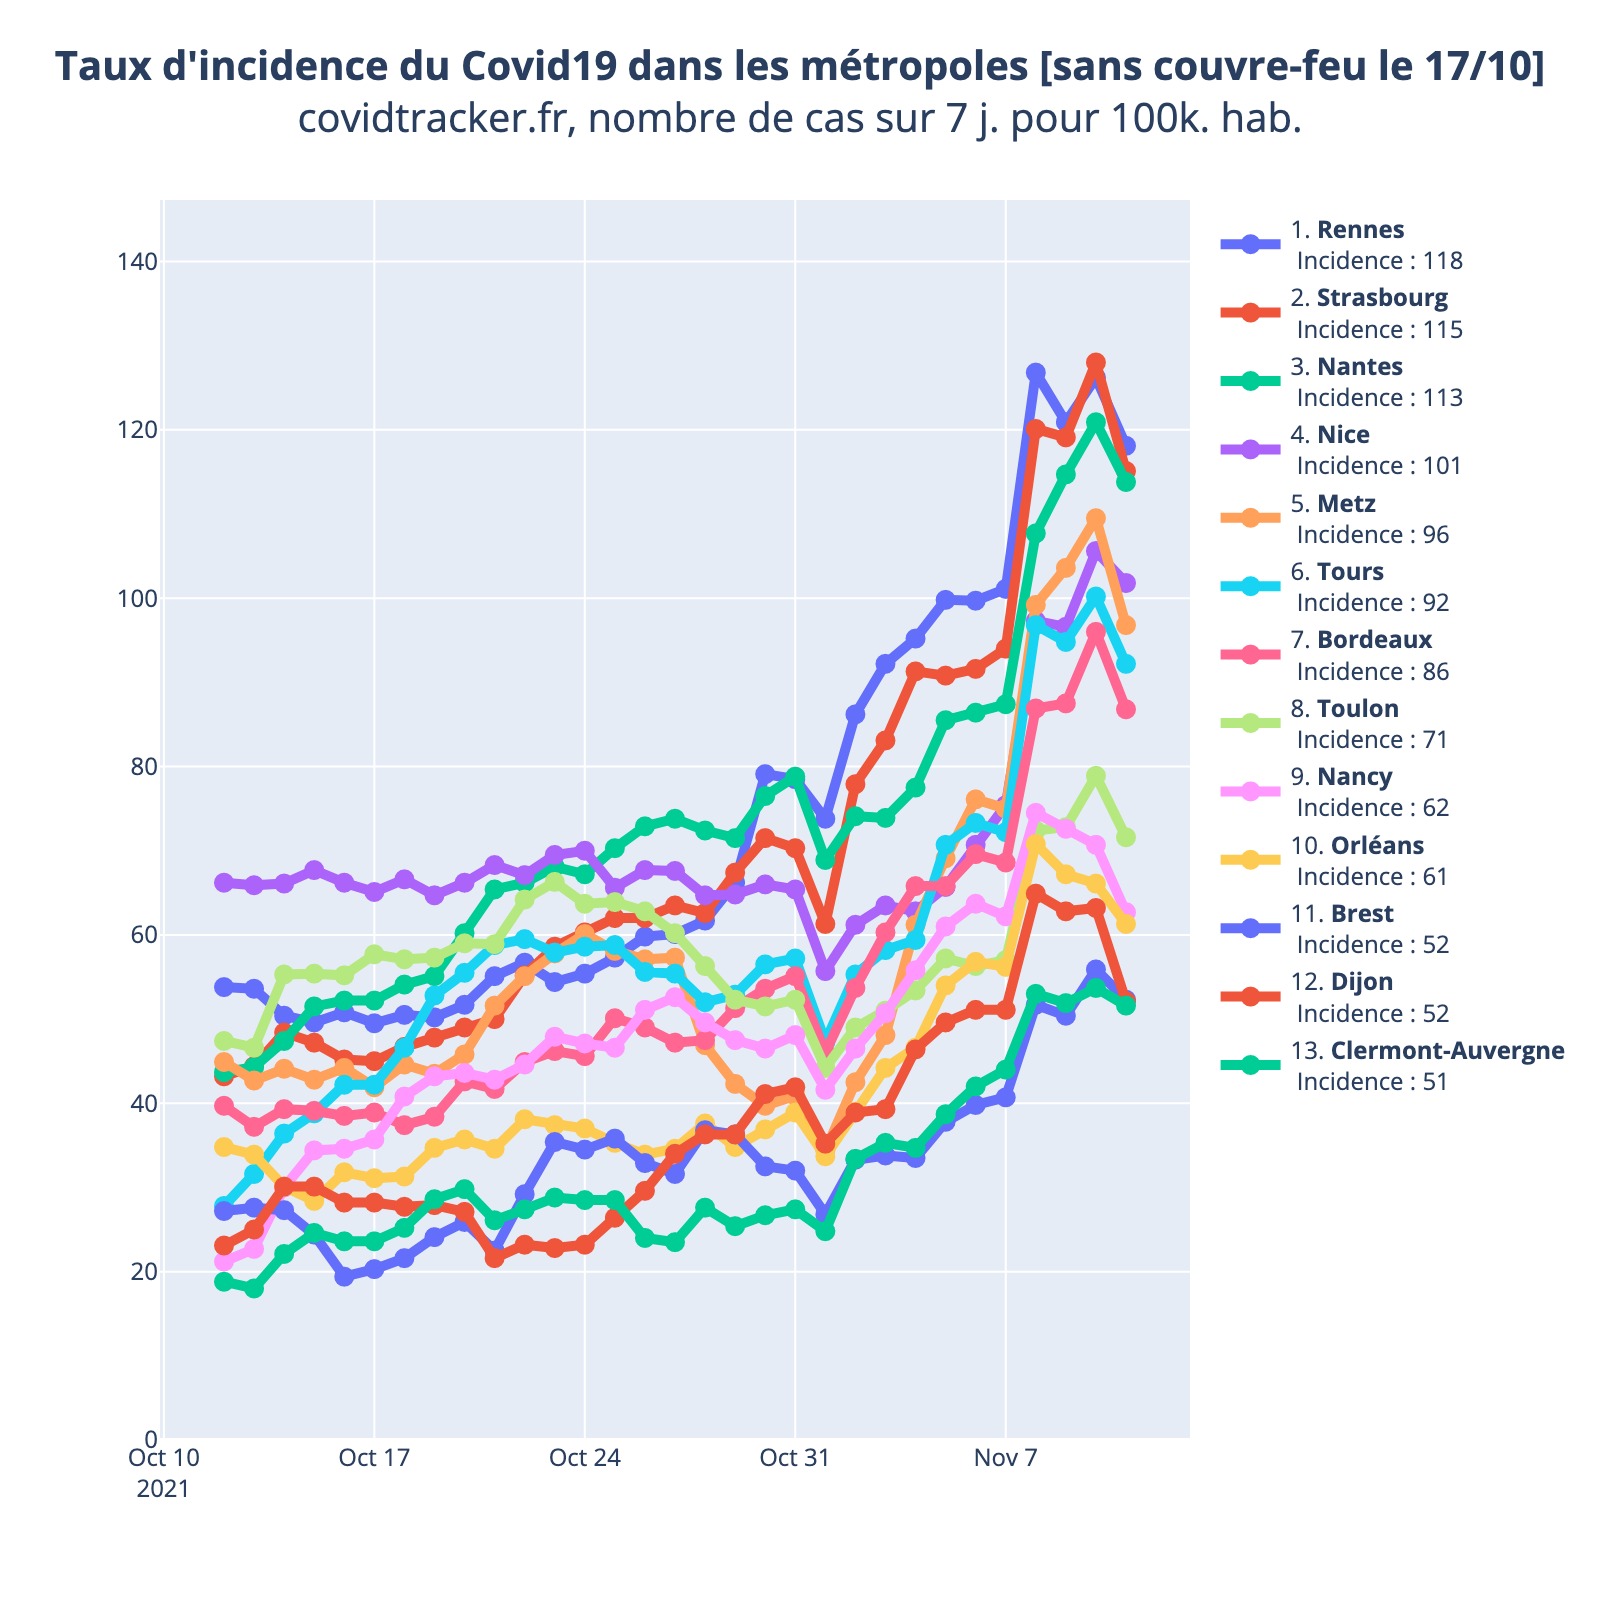 Taux d'incidence du Covid19 dans les métropoles [sans couvre-feu le 17/10]
covidtracker.fr, nombre de cas sur 7 j. pour 100k. hab.
140
120
100
80
60
40
20
0
Oct 10
2021
Oct 17
Oct 24
Oct 31
Nov 7
1. Rennes
Incidence : 118
2. Strasbourg
Incidence : 115
3. Nantes
Incidence : 113
4. Nice
Incidence : 101
5. Metz
Incidence : 96
6. Tours
Incidence : 92
7. Bordeaux
Incidence : 86
8. Toulon
Incidence : 71
9. Nancy
Incidence : 62
10. Orléans
Incidence : 61
11. Brest
Incidence : 52
12. Dijon
Incidence : 52
13. Clermont-Auvergne
Incidence : 51